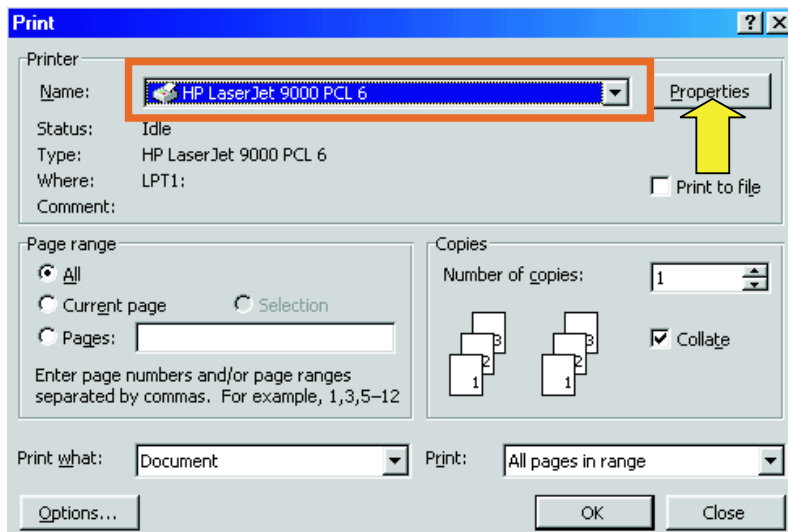 Print
Printer
Name: HP LaserJet 9000 PCL 6 Properties
Status: Idle
Type: HP LaserJet 9000 PCL 6
Where: LPT1:
Print to file
Comment:
Page range
All
Current page Selection
Pages:
Enter page numbers and/or page ranges
separated by commas. For example, 1,3,5–12
Copies
Number of copies: 1
3 3
2 2
1 1
Collate
Print what: Document
Print: All pages in range
Options... OK Close